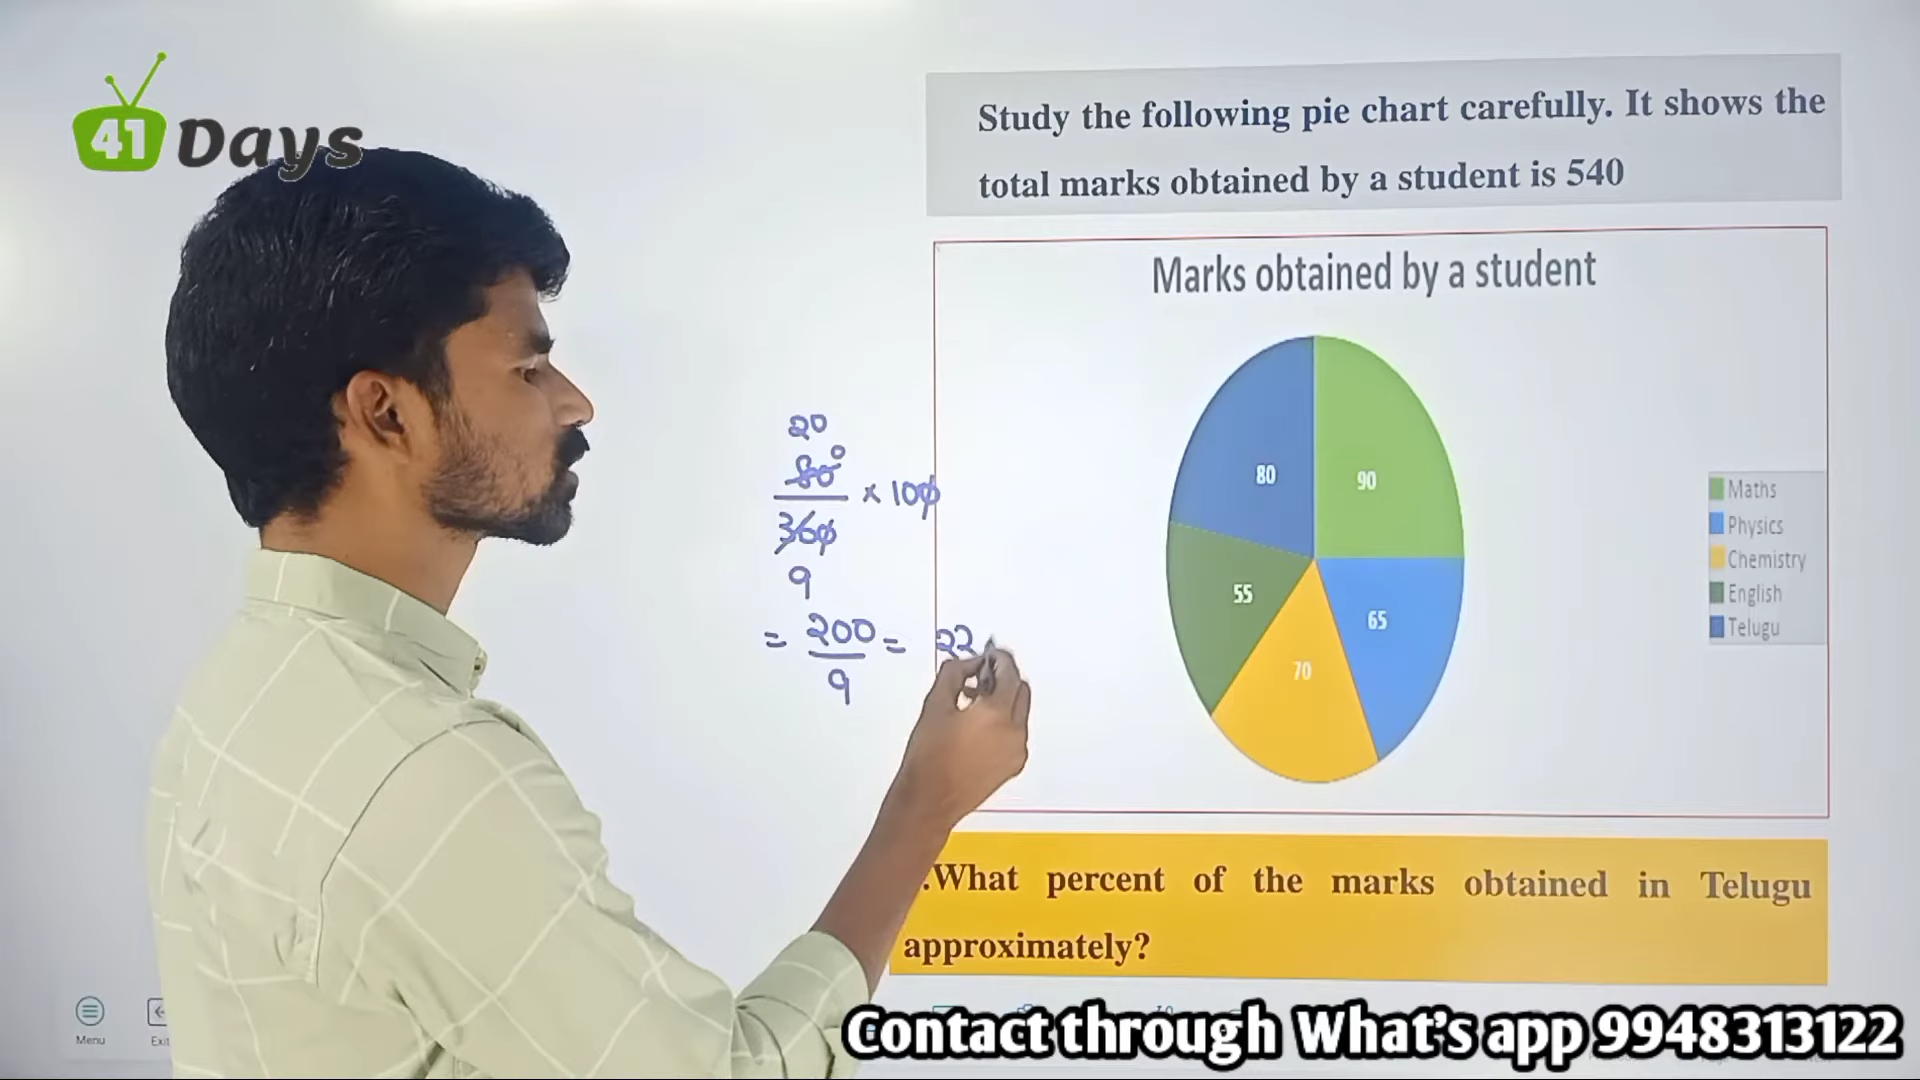 41 Days
Study the following pie chart carefully. It shows the
total marks obtained by a student is 540
Marks obtained by a student
80
90
55
65
70
Maths
Physics
Chemistry
English
Telugu
20
80° × 100
360
9
= 200 = 22
9
.What percent of the marks obtained in Telugu
approximately?
Menu
Contact through What's app 9948313122